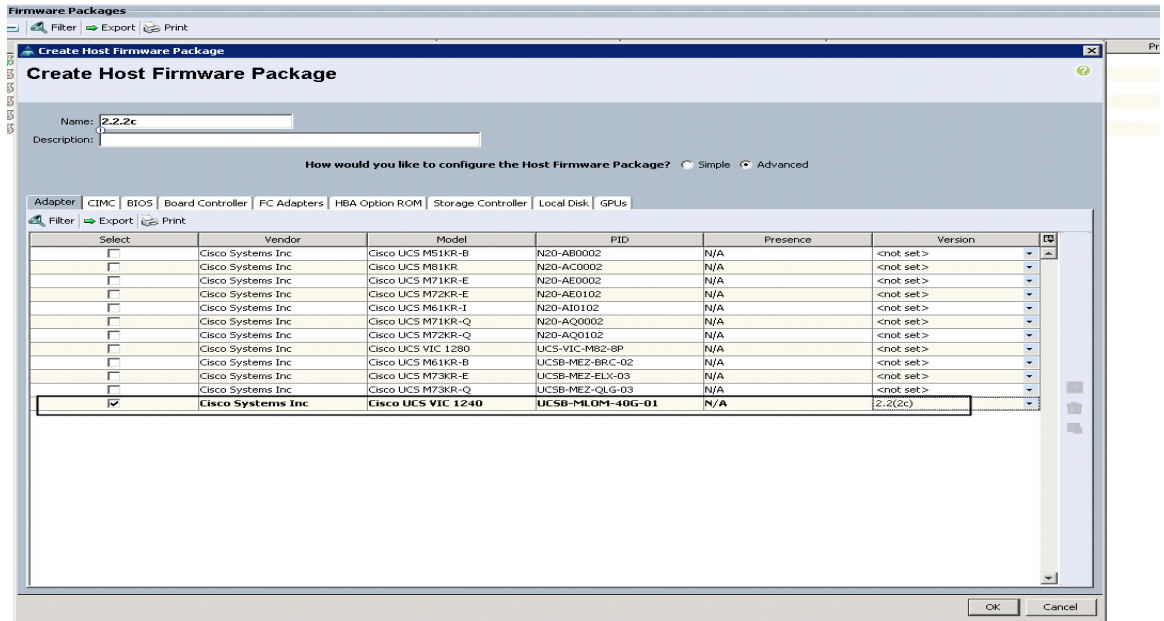 Firmware Packages
Filter Export Print
Pr
Create Host Firmware Package
Create Host Firmware Package
Name: 2.2.2c
Description:
How would you like to configure the Host Firmware Package? Simple Advanced
Adapter CIMC BIOS Board Controller FC Adapters HBA Option ROM Storage Controller Local Disk GPUs
Filter Export Print
Select Vendor Model PID Presence Version
Cisco Systems Inc Cisco UCS M51KR-B N20-AB0002 N/A <not set>
Cisco Systems Inc Cisco UCS M81KR N20-AC0002 N/A <not set>
Cisco Systems Inc Cisco UCS M71KR-E N20-AE0002 N/A <not set>
Cisco Systems Inc Cisco UCS M72KR-E N20-AE0102 N/A <not set>
Cisco Systems Inc Cisco UCS M61KR-I N20-AI0102 N/A <not set>
Cisco Systems Inc Cisco UCS M71KR-Q N20-AQ0002 N/A <not set>
Cisco Systems Inc Cisco UCS M72KR-Q N20-AQ0102 N/A <not set>
Cisco Systems Inc Cisco UCS VIC 1280 UCS-VIC-M82-8P N/A <not set>
Cisco Systems Inc Cisco UCS M61KR-B UCSB-MEZ-BRC-02 N/A <not set>
Cisco Systems Inc Cisco UCS M73KR-E UCSB-MEZ-ELX-03 N/A <not set>
Cisco Systems Inc Cisco UCS M73KR-Q UCSB-MEZ-QLG-03 N/A <not set>
Cisco Systems Inc Cisco UCS VIC 1240 UCSB-MLOM-40G-01 N/A 2.2(2c)
OK Cancel